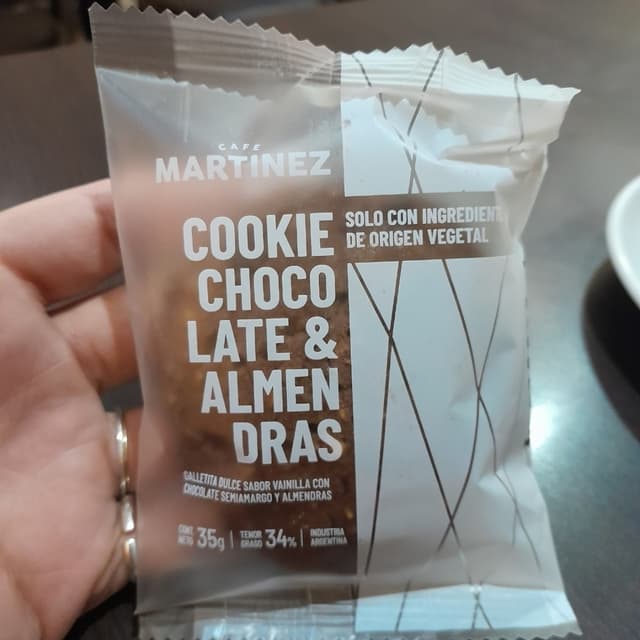 CAFE
MARTINEZ
COOKIE
CHOCO
LATE &
ALMEN
DRAS
GALLETITA DULCE SABOR VAINILLA CON
CHOCOLATE SEMIAMARGO Y ALMENDRAS
CONT. NETO 35g | TENOR GRASO 34% | INDUSTRIA ARGENTINA
SOLO CON INGREDIENT
DE ORIGEN VEGETAL